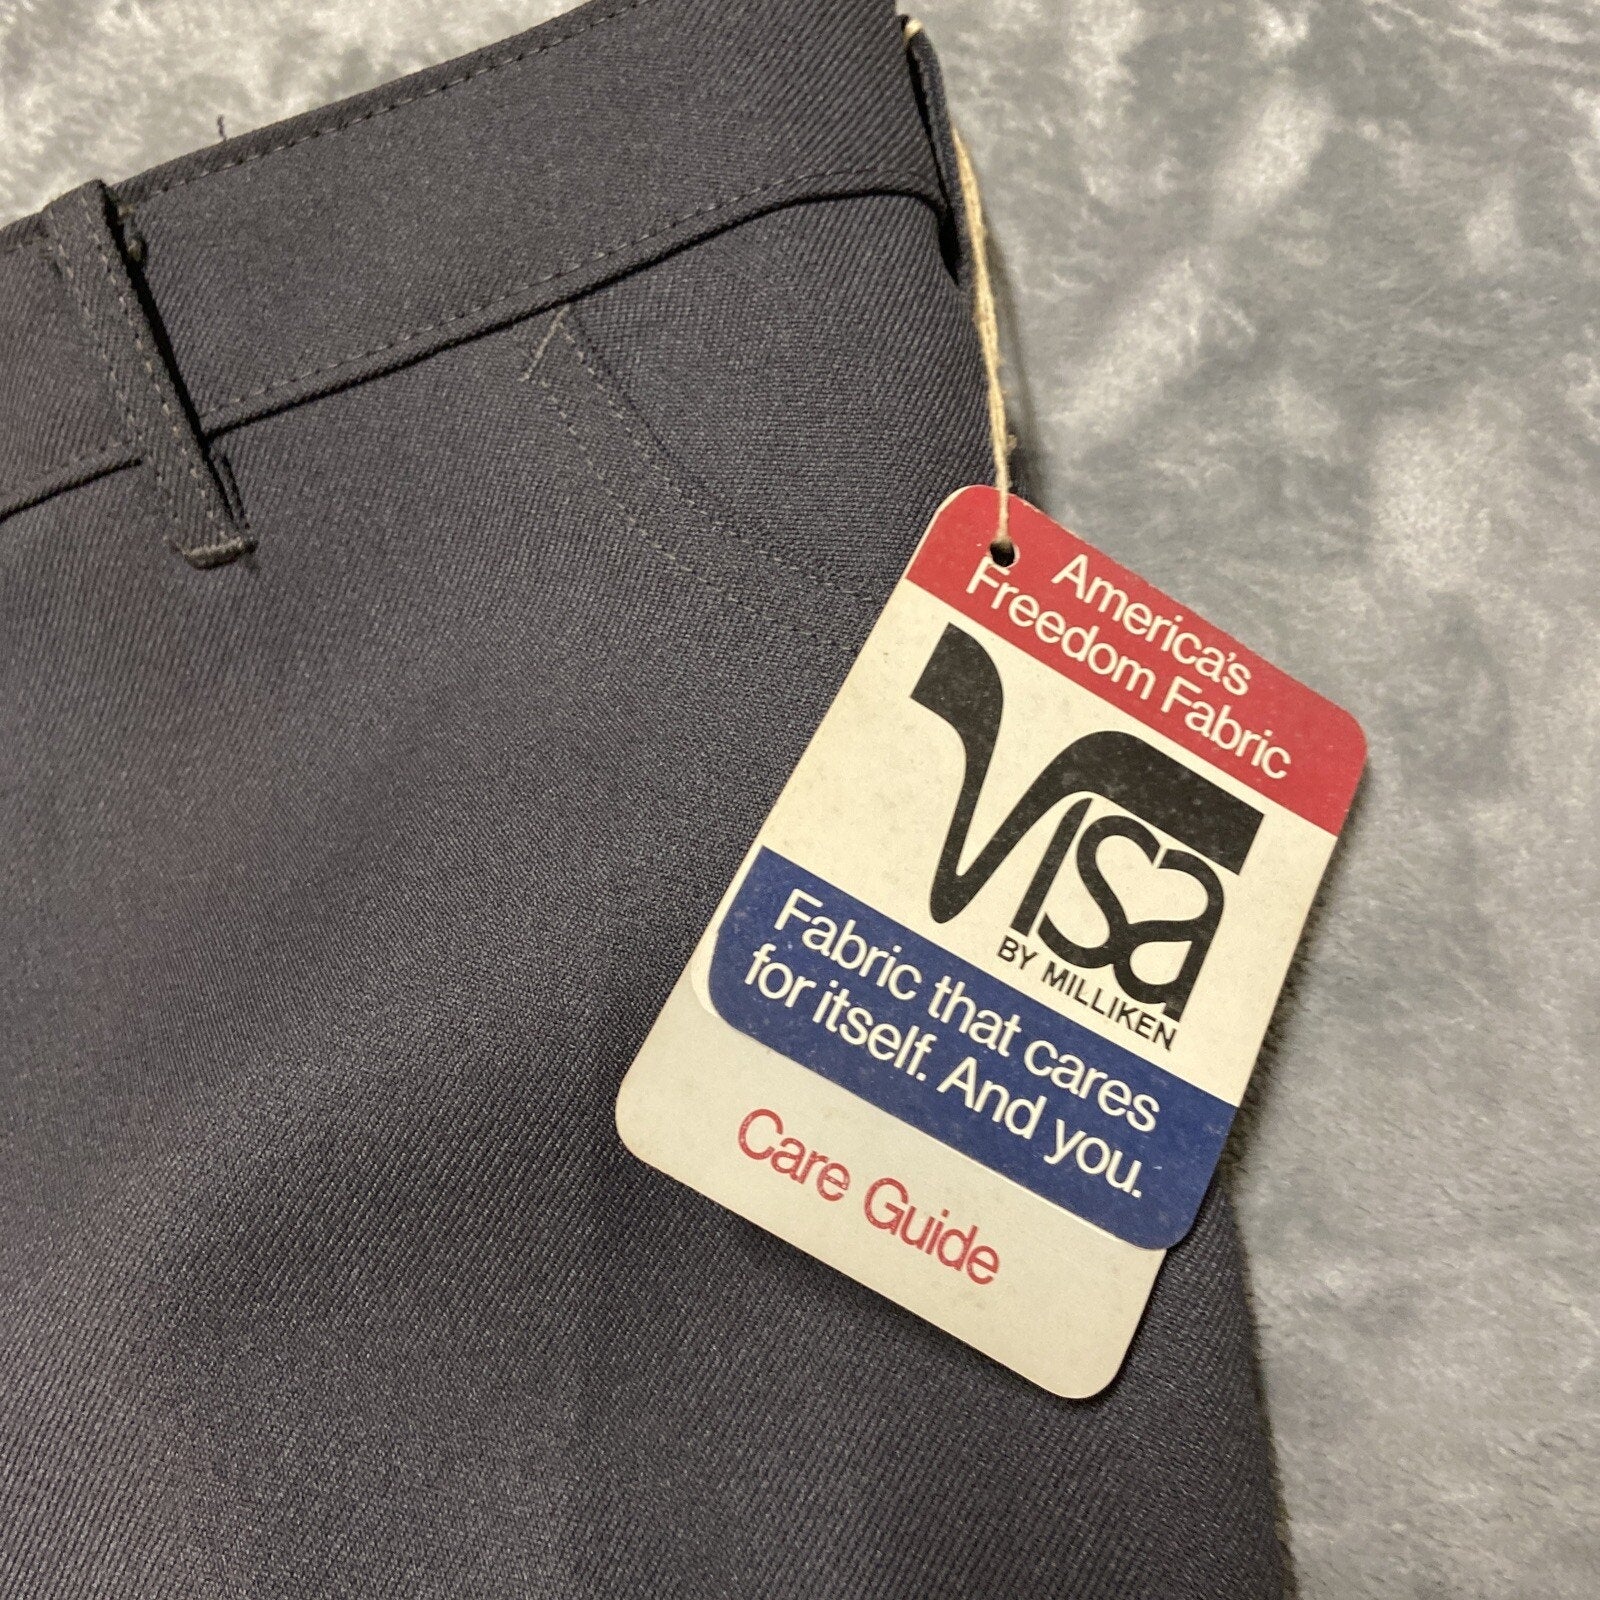 America's
Freedom Fabric
Visa
BY MILLIKEN
Fabric that cares
for itself. And you.
Care Guide